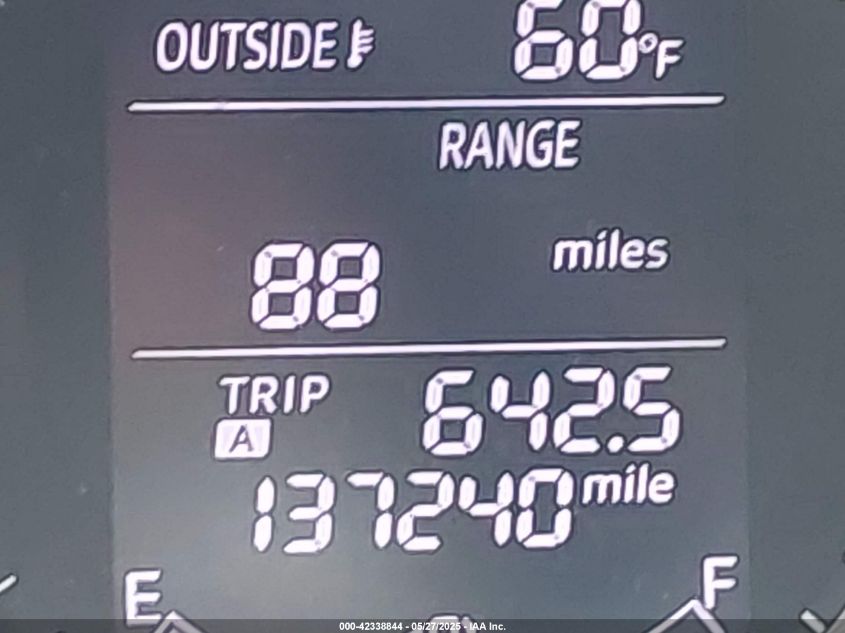 OUTSIDE 60°F
RANGE
88 miles
TRIP A 642.5
137240 mile
E F
000-42338844 - 05/27/2025 - IAA Inc.